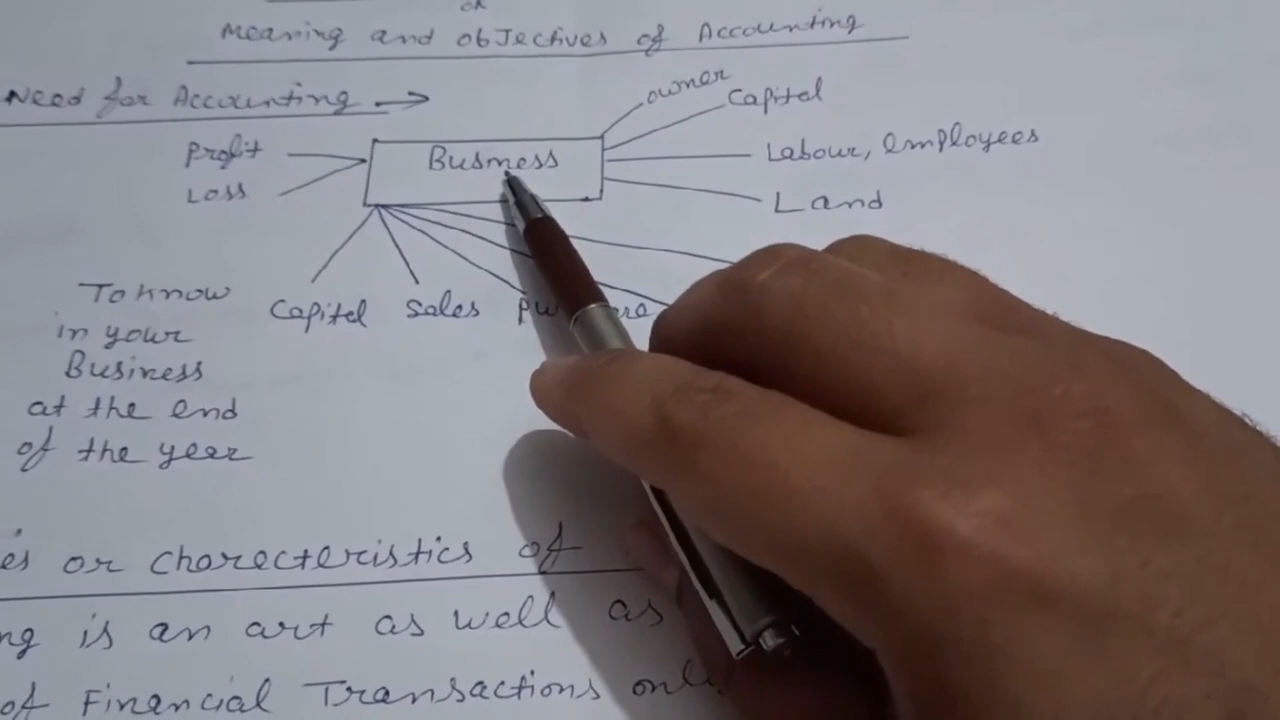 or
Meaning and objectives of Accounting
Need for Accounting →
owner
Capital
Profit
Business
Labour, Employees
Loss
Land
To know
Capital sales
in your
Business
at the end
of the year
or charecteristics of
is an art as well as
of Financial Transactions